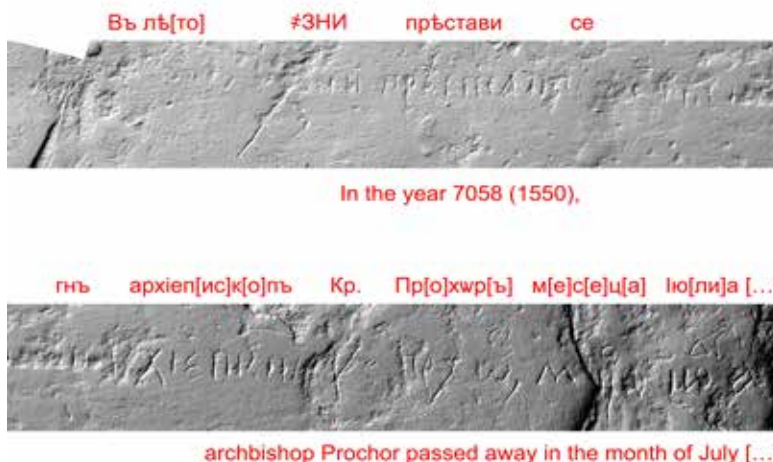 Въ лѣ[то] ≠ЗНИ прѣстави се
In the year 7058 (1550),
гнъ архіеп[ис]к[о]пъ Кр. Пр[о]хѡр[ъ] м[е]с[е]ц[а] Ію[ли]а [...
archbishop Prochor passed away in the month of July [...